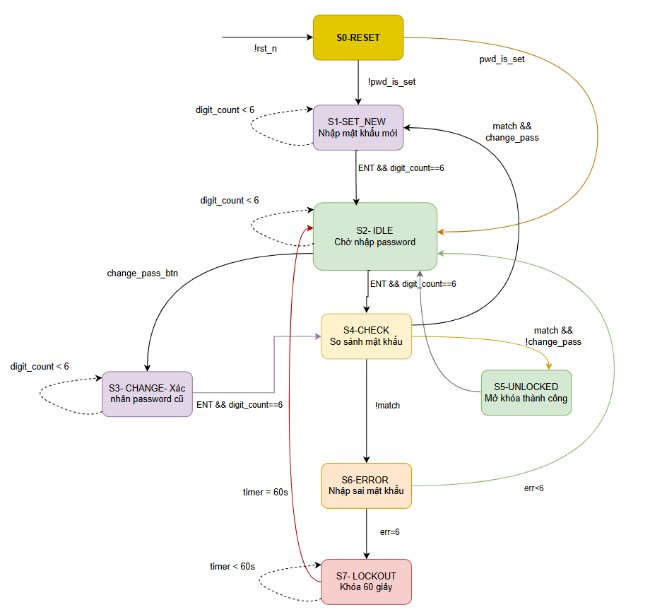 S0-RESET
!rst_n
pwd_is_set
!pwd_is_set
digit_count < 6
S1-SET_NEW
Nhập mật khẩu mới
match &&
change_pass
ENT && digit_count==6
digit_count < 6
S2- IDLE
Chờ nhập password
change_pass_btn
ENT && digit_count==6
S4-CHECK
So sánh mật khẩu
match &&
!change_pass
digit_count < 6
S3- CHANGE- Xác
nhân password cũ
ENT && digit_count==6
S5-UNLOCKED
Mở khóa thành công
!match
S6-ERROR
Nhập sai mật khẩu
timer = 60s
err<6
err=6
timer < 60s
S7- LOCKOUT
Khóa 60 giây